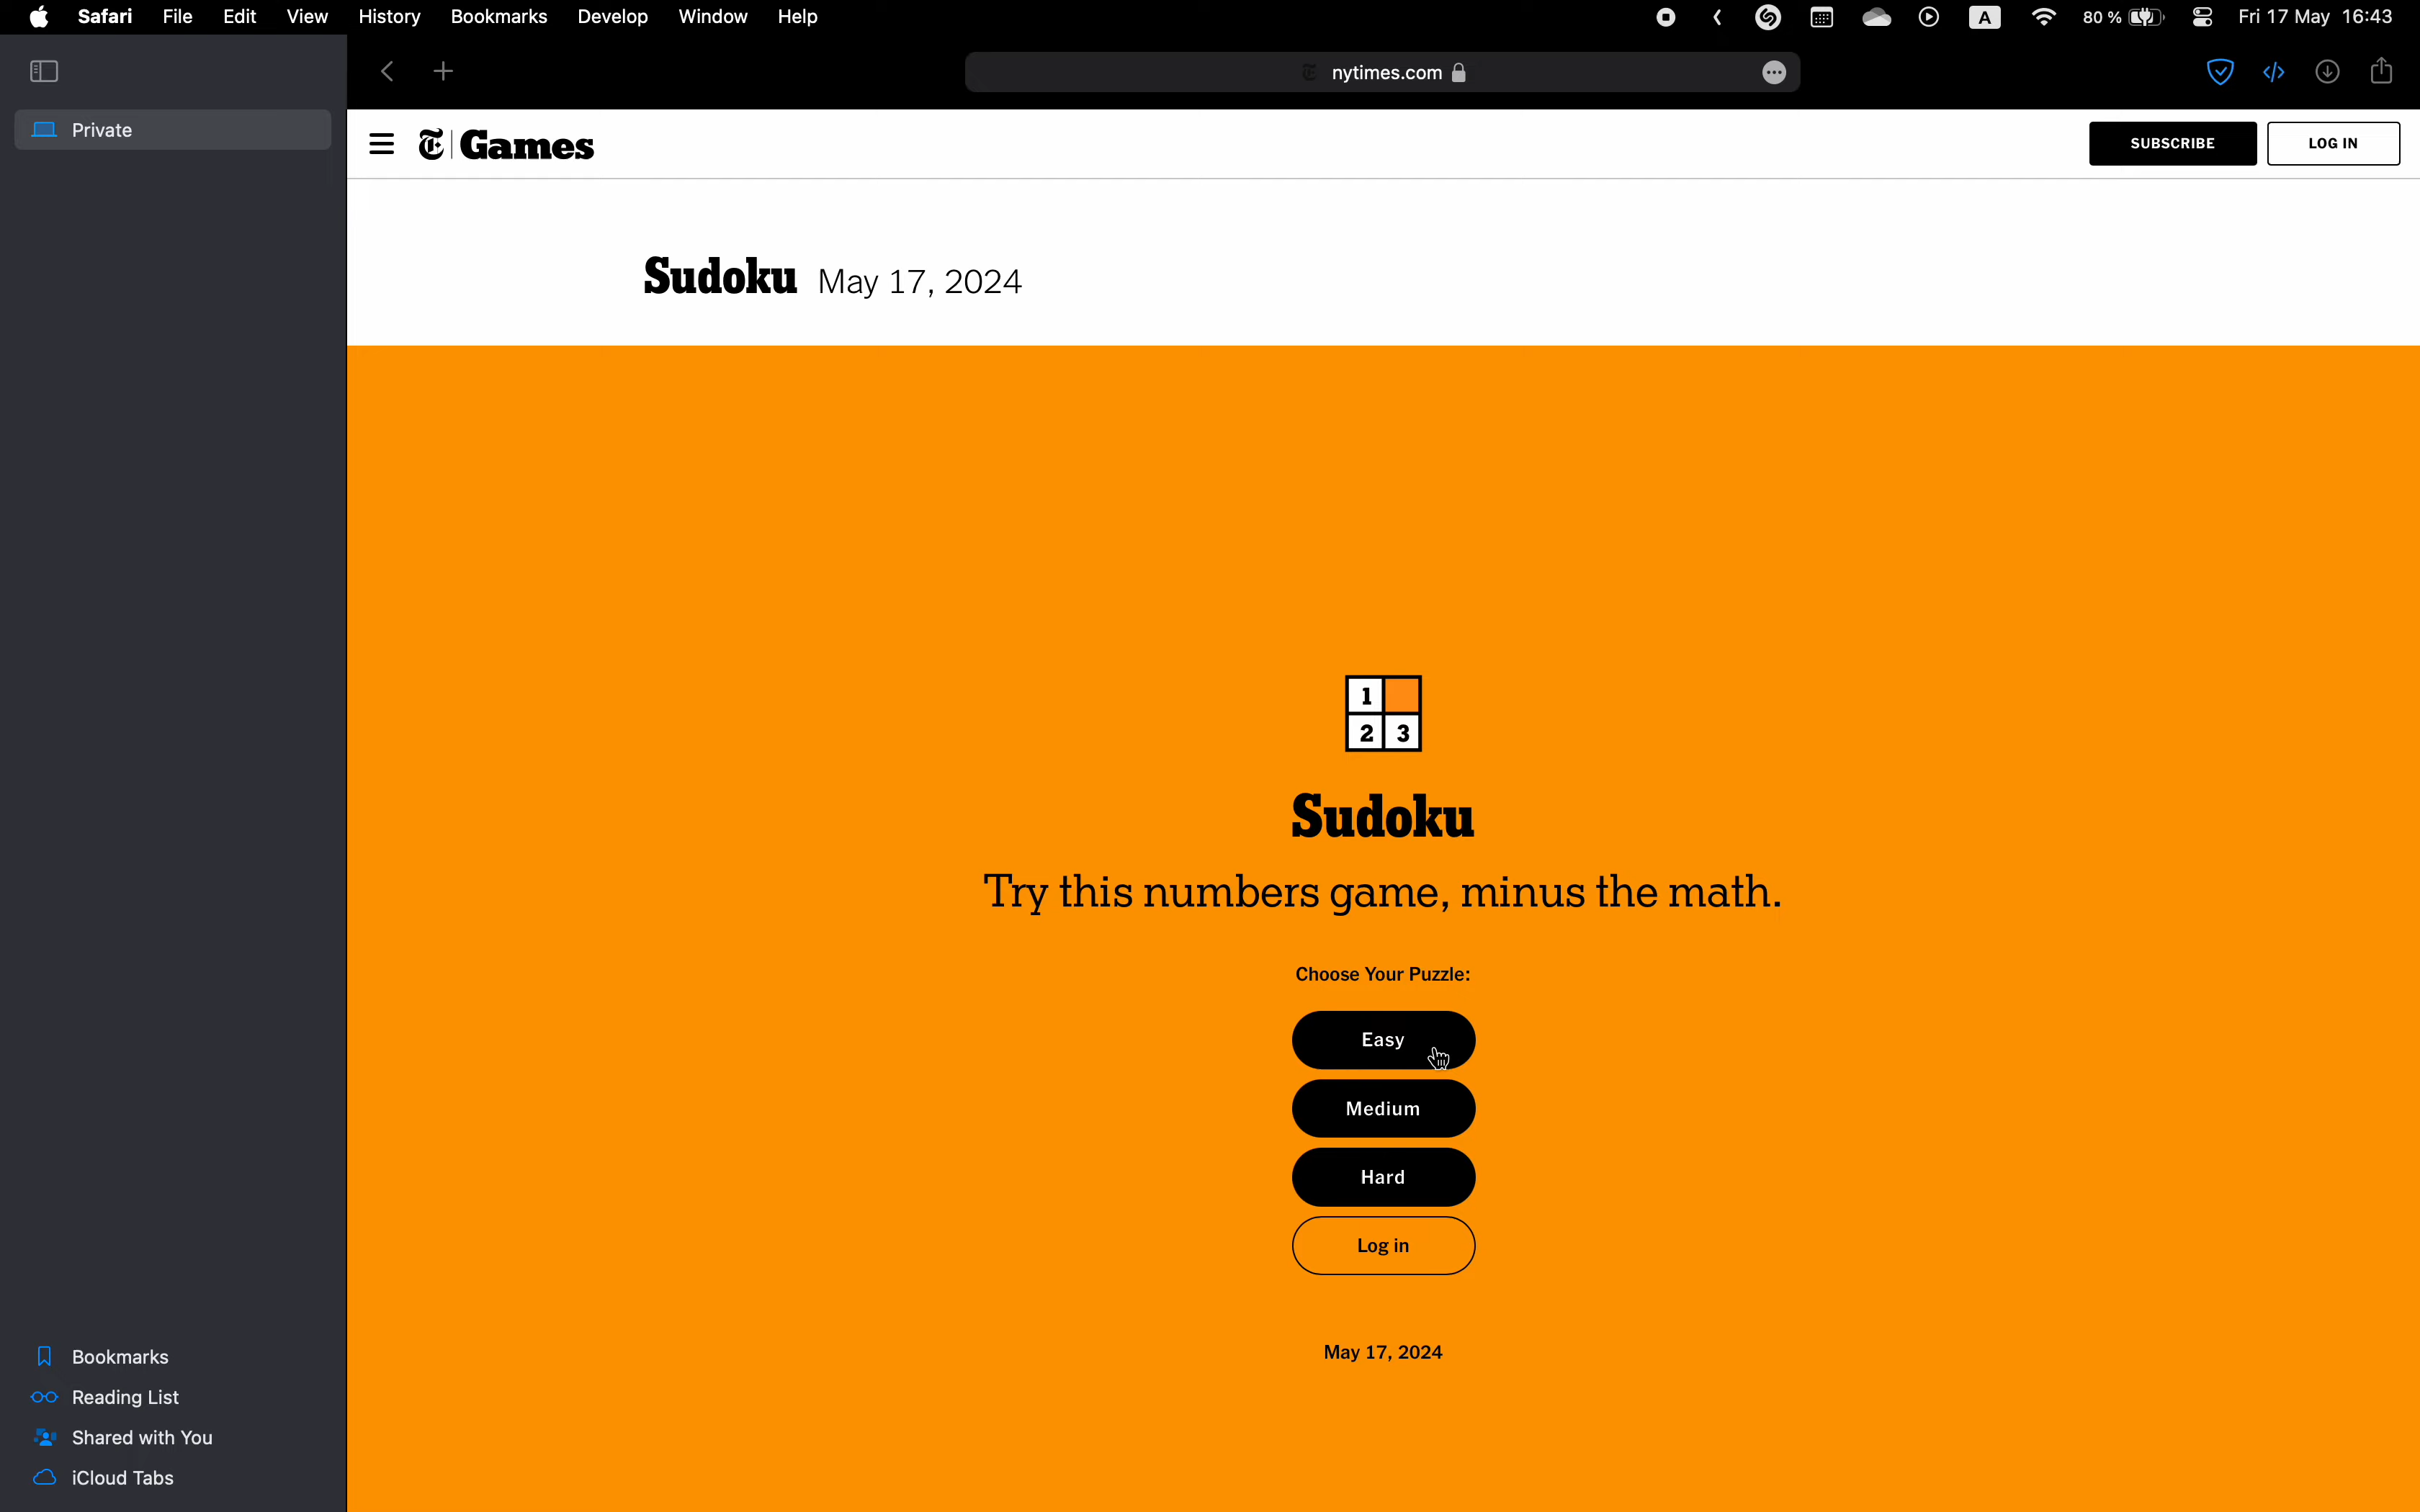 Safari File Edit View History Bookmarks Develop Window Help A 80 % Fri 17 May 16:43
nytimes.com
Private
T Games SUBSCRIBE LOG IN
Sudoku May 17, 2024
1
2 3
Sudoku
Try this numbers game, minus the math.
Choose Your Puzzle:
Easy
Medium
Hard
Log in
May 17, 2024
Bookmarks
Reading List
Shared with You
iCloud Tabs